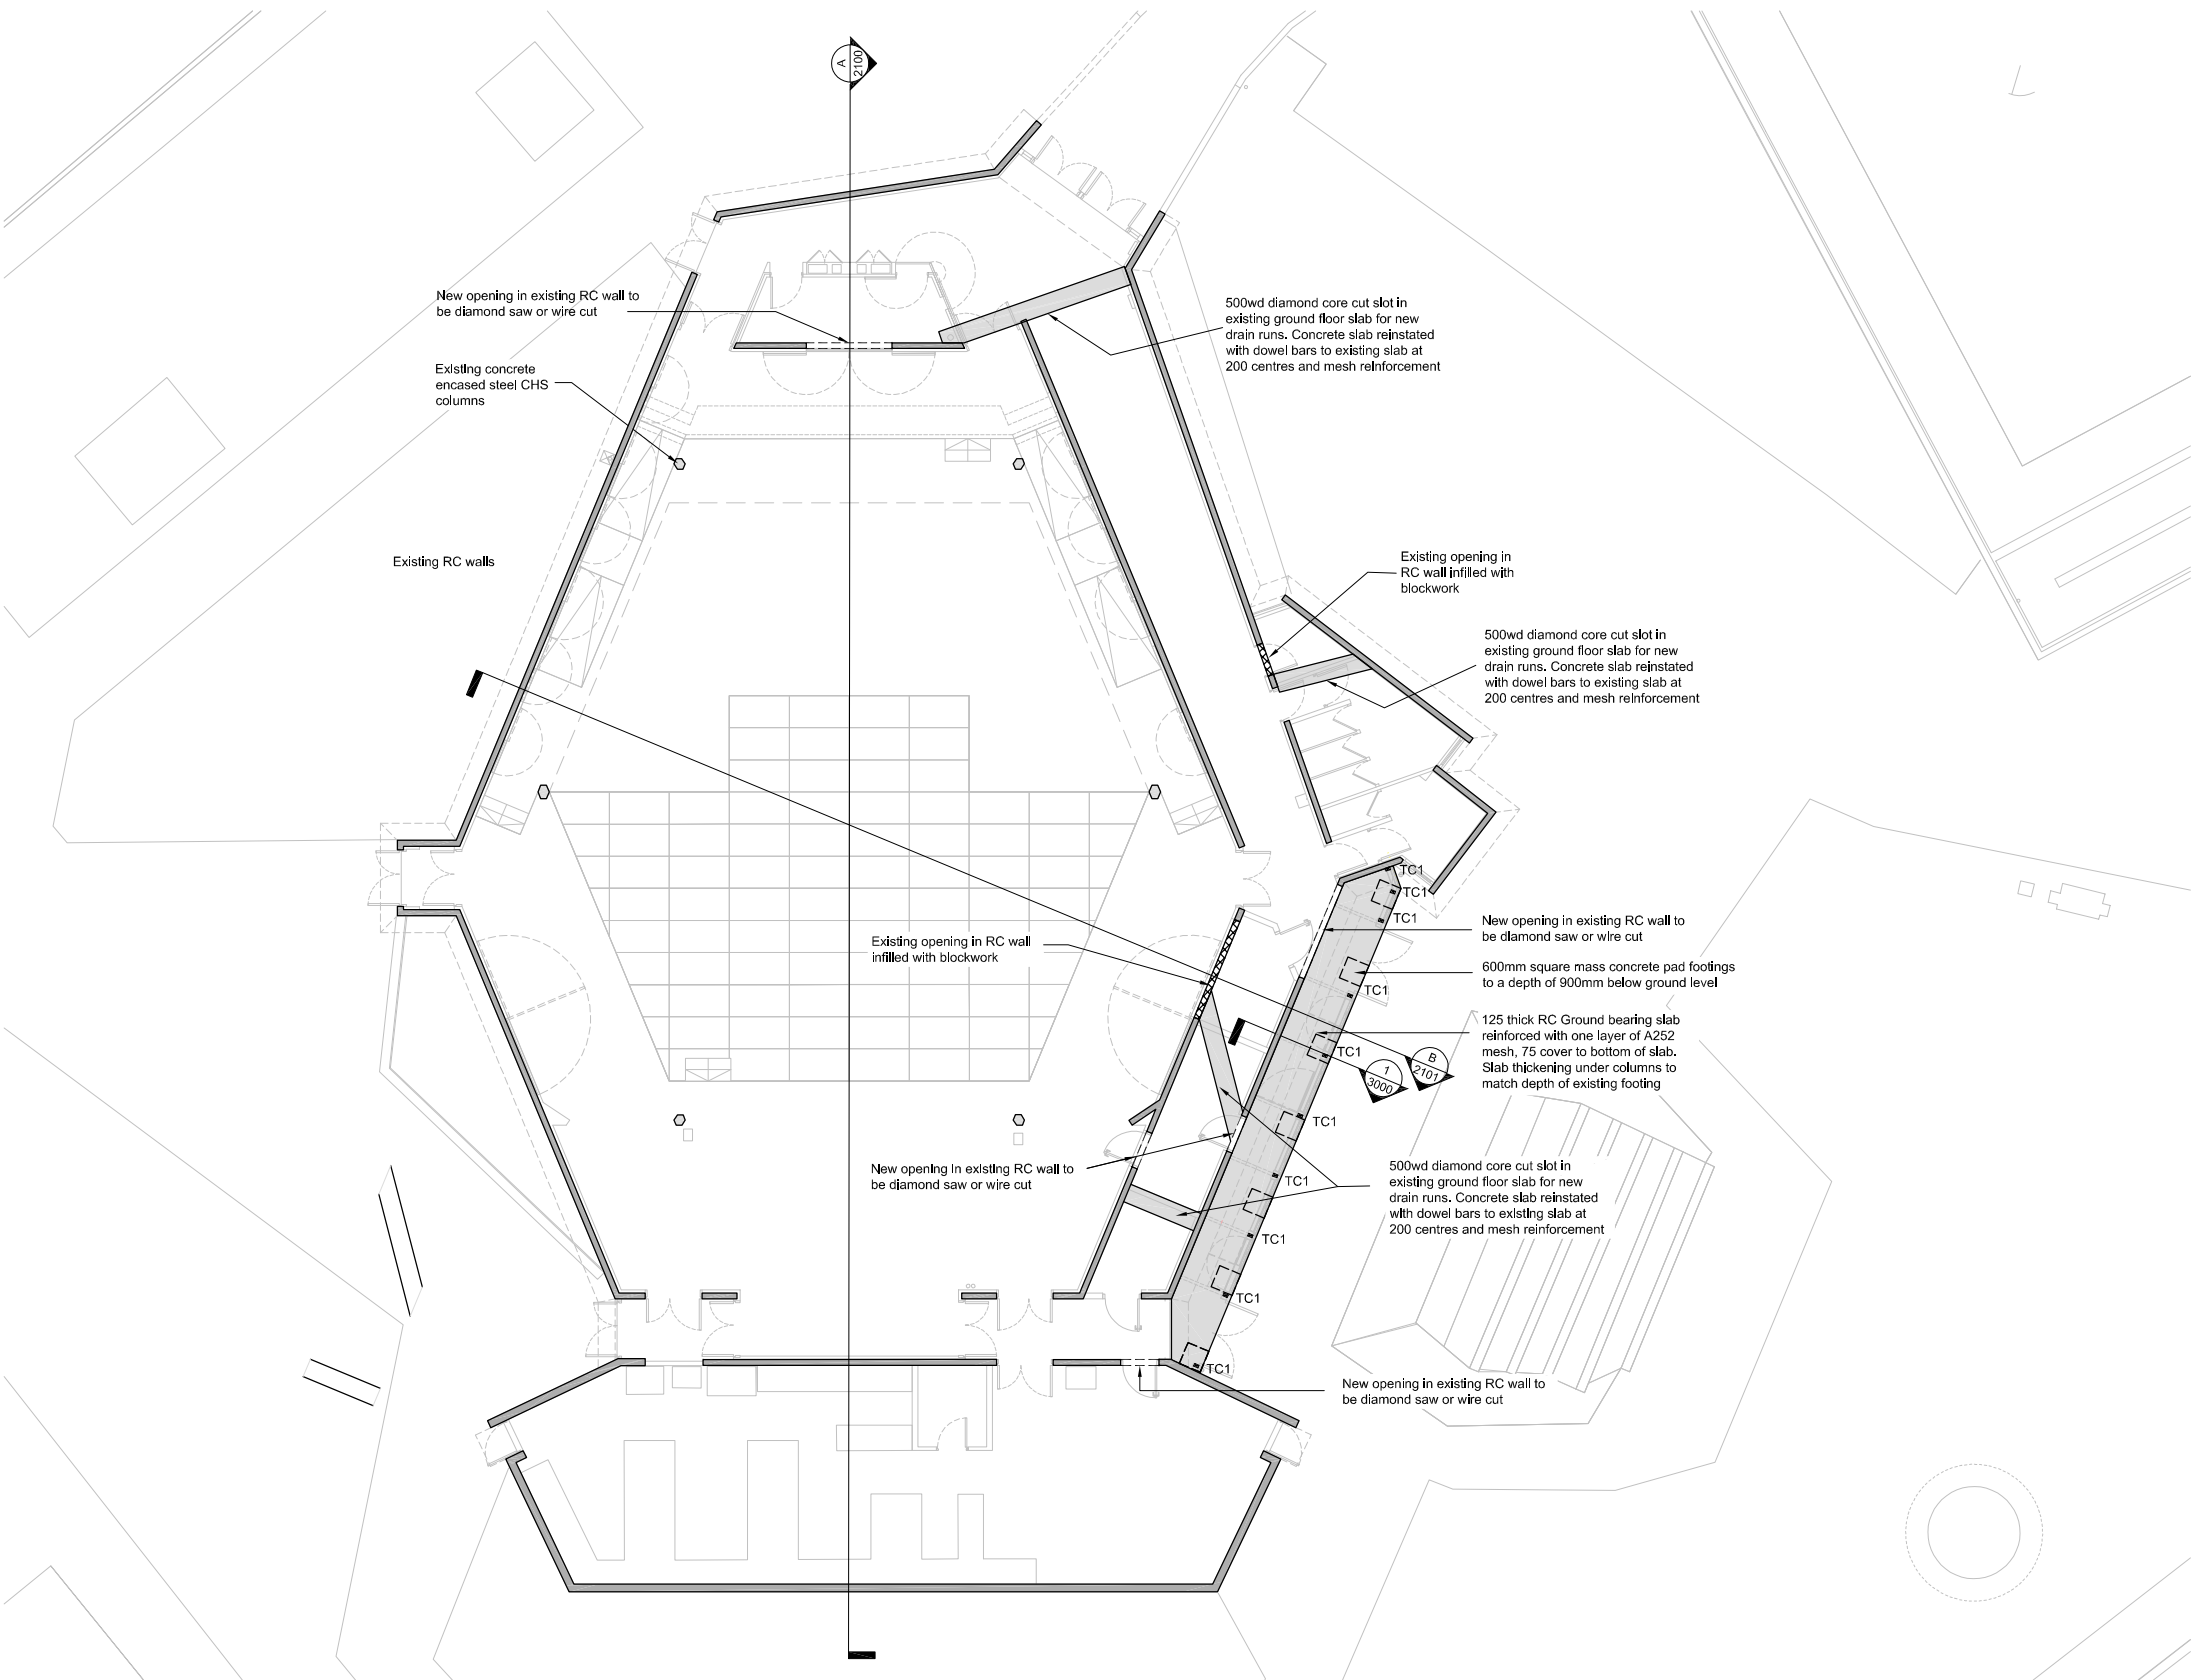 A
2100
New opening in existing RC wall to
be diamond saw or wire cut
500wd diamond core cut slot in
existing ground floor slab for new
drain runs. Concrete slab reinstated
with dowel bars to existing slab at
200 centres and mesh reinforcement
Existing concrete
encased steel CHS
columns
Existing RC walls
Existing opening in
RC wall infilled with
blockwork
500wd diamond core cut slot in
existing ground floor slab for new
drain runs. Concrete slab reinstated
with dowel bars to existing slab at
200 centres and mesh reinforcement
TC1
TC1
TC1
New opening in existing RC wall to
be diamond saw or wire cut
Existing opening in RC wall
infilled with blockwork
600mm square mass concrete pad footings
to a depth of 900mm below ground level
TC1
125 thick RC Ground bearing slab
reinforced with one layer of A252
mesh, 75 cover to bottom of slab.
Slab thickening under columns to
match depth of existing footing
TC1
B
2101
1
3000
TC1
New opening in existing RC wall to
be diamond saw or wire cut
500wd diamond core cut slot in
existing ground floor slab for new
drain runs. Concrete slab reinstated
with dowel bars to existing slab at
200 centres and mesh reinforcement
TC1
TC1
TC1
TC1
New opening in existing RC wall to
be diamond saw or wire cut